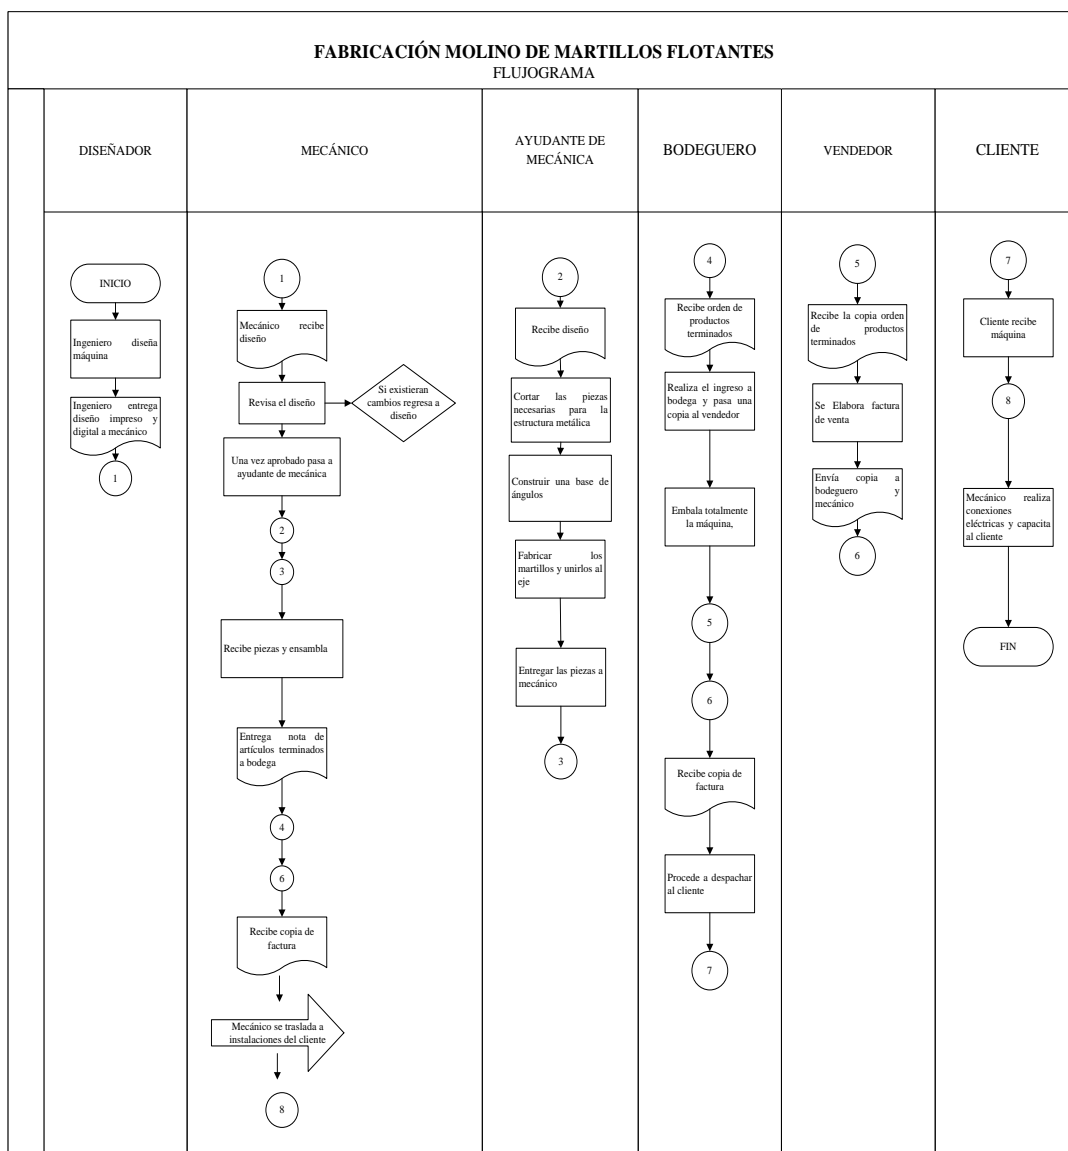 FABRICACIÓN MOLINO DE MARTILLOS FLOTANTES
FLUJOGRAMA
DISEÑADOR
MECÁNICO
AYUDANTE DE
MECÁNICA
BODEGUERO
VENDEDOR
CLIENTE
INICIO
Ingeniero diseña
máquina
Ingeniero entrega
diseño impreso y
digital a mecánico
1
1
Mecánico recibe
diseño
Revisa el diseño
Si existieran
cambios regresa a
diseño
Una vez aprobado pasa a
ayudante de mecánica
2
3
Recibe piezas y ensambla
Entrega nota de
artículos terminados
a bodega
4
6
Recibe copia de
factura
Mecánico se traslada a
instalaciones del cliente
8
2
Recibe diseño
Cortar las piezas
necesarias para la
estructura metálica
Construir una base de
ángulos
Fabricar los
martillos y unirlos al
eje
Entregar las piezas a
mecánico
3
4
Recibe orden de
productos
terminados
Realiza el ingreso a
bodega y pasa una
copia al vendedor
Embala totalmente
la máquina,
5
6
Recibe copia de
factura
Procede a despachar
al cliente
7
5
Recibe la copia orden
de productos
terminados
Se Elabora factura
de venta
Envía copia a
bodeguero y
mecánico
6
7
Cliente recibe
máquina
8
Mecánico realiza
conexiones
eléctricas y capacita
al cliente
FIN